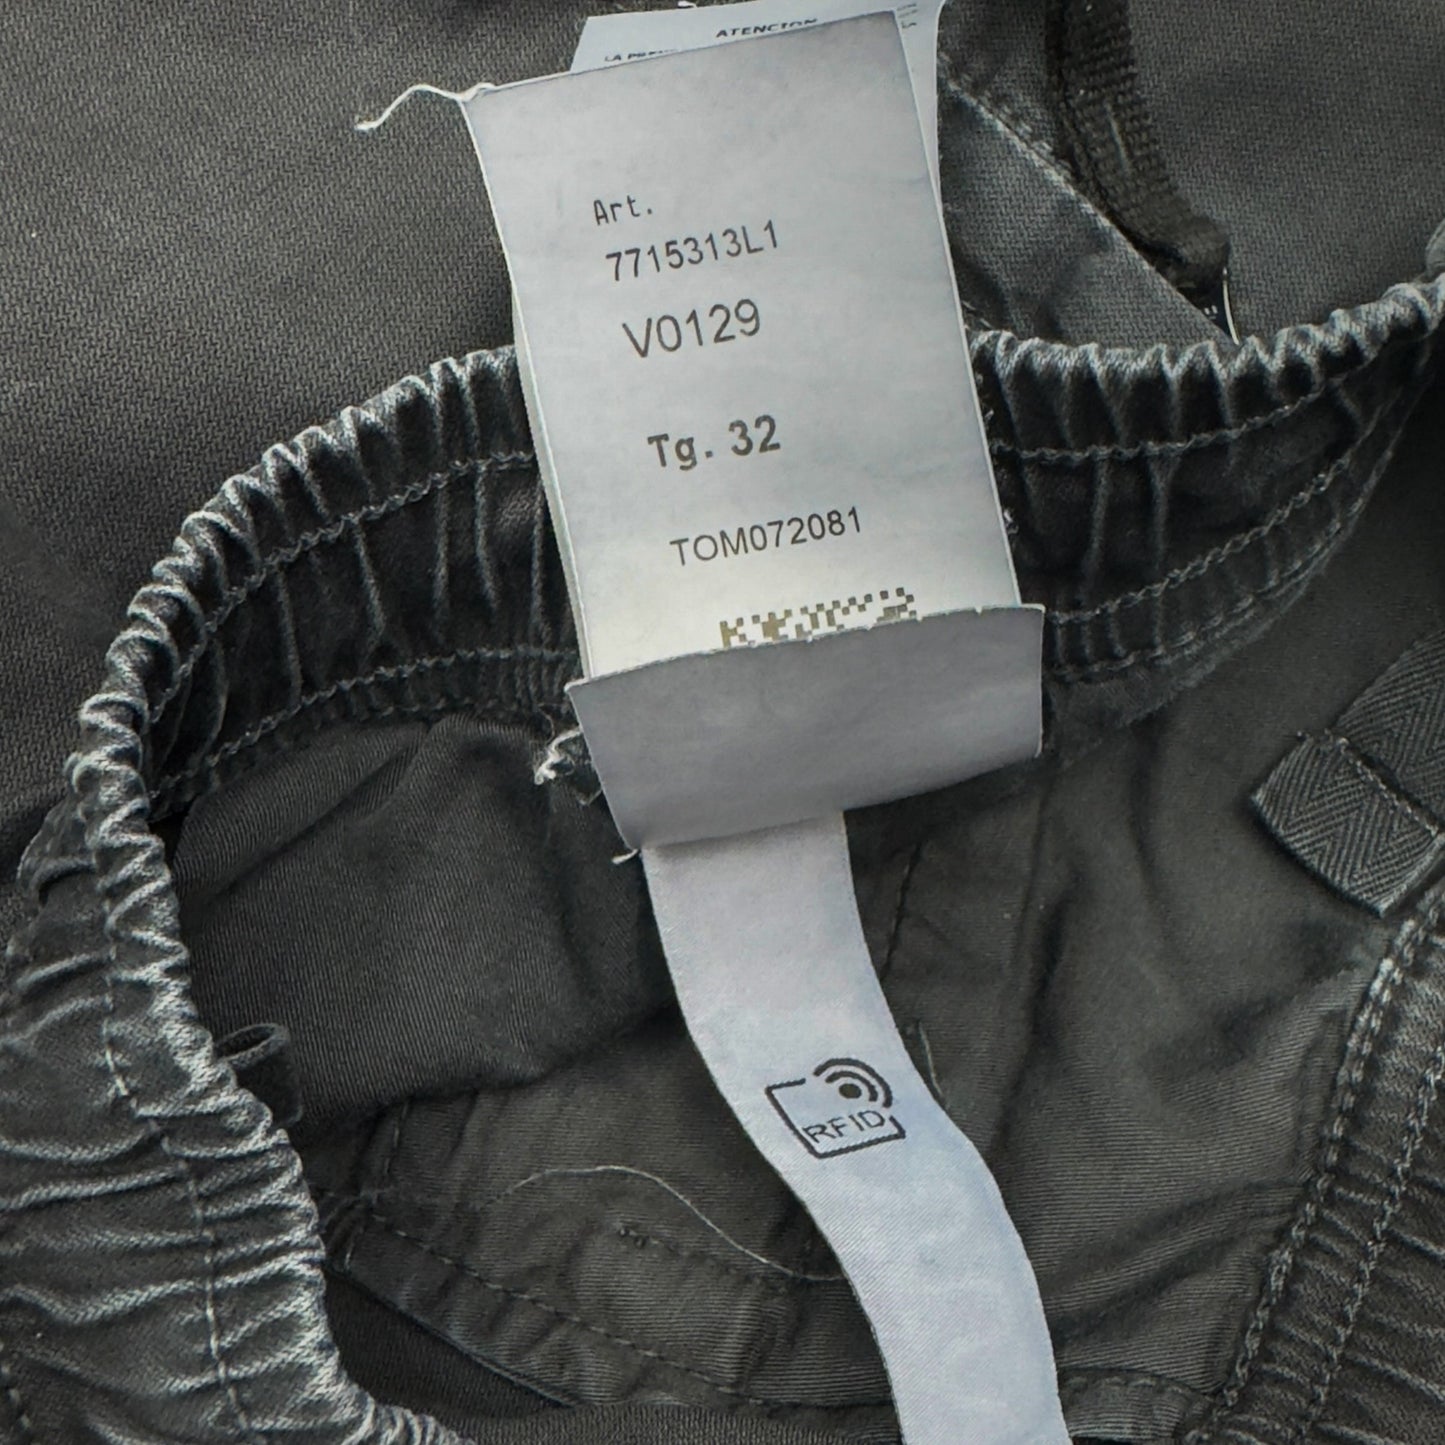 ATENCION
Art.
7715313L1
V0129
Tg. 32
TOM072081
RFID